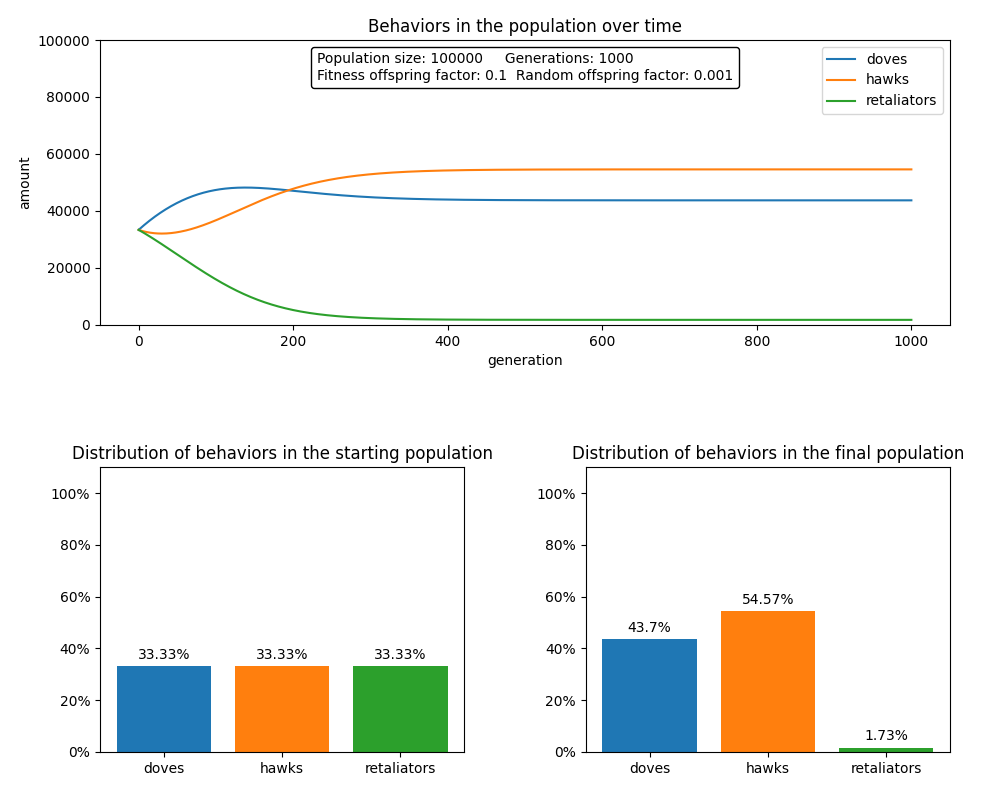 Behaviors in the population over time
100000
80000
60000
40000
20000
0
amount
Population size: 100000     Generations: 1000
Fitness offspring factor: 0.1  Random offspring factor: 0.001
doves
hawks
retaliators
0 200 400 600 800 1000
generation
Distribution of behaviors in the starting population
100%
80%
60%
40%
20%
0%
33.33% 33.33% 33.33%
doves hawks retaliators
Distribution of behaviors in the final population
100%
80%
60%
40%
20%
0%
43.7% 54.57% 1.73%
doves hawks retaliators